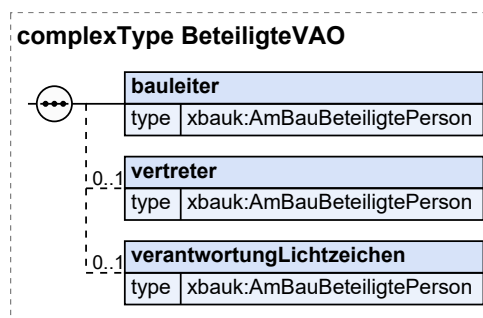 complexType BeteiligteVAO
bauleiter
type xbauk:AmBauBeteiligtePerson
0..1 vertreter
type xbauk:AmBauBeteiligtePerson
0..1 verantwortungLichtzeichen
type xbauk:AmBauBeteiligtePerson